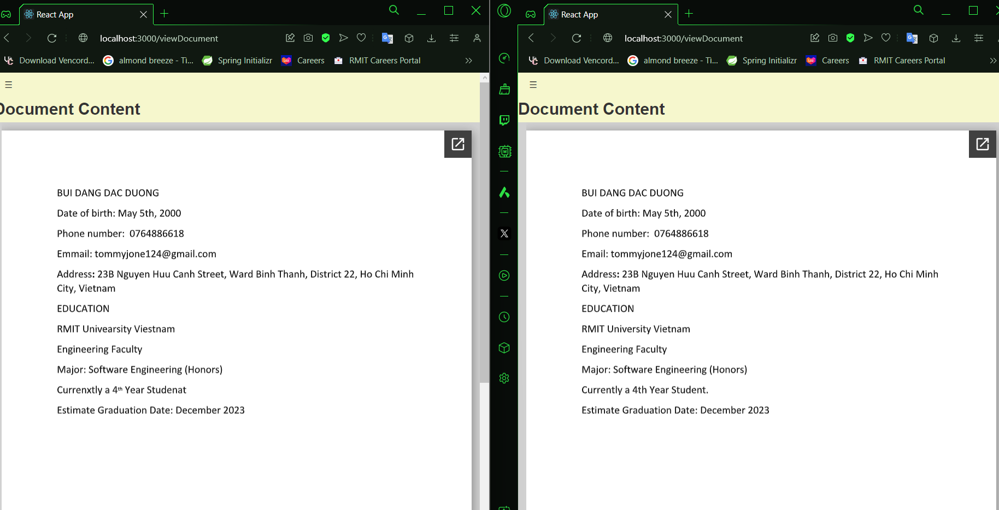 React App
localhost:3000/viewDocument
Download Vencord...
almond breeze - Tì...
Spring Initializr
Careers
RMIT Careers Portal
Document Content
BUI DANG DAC DUONG
Date of birth: May 5th, 2000
Phone number:  0764886618
Emmail: tommyjone124@gmail.com
Address: 23B Nguyen Huu Canh Street, Ward Binh Thanh, District 22, Ho Chi Minh
City, Vietnam
EDUCATION
RMIT Univearsity Viestnam
Engineering Faculty
Major: Software Engineering (Honors)
Currenxtly a 4th Year Studenat
Estimate Graduation Date: December 2023
React App
localhost:3000/viewDocument
Download Vencord...
almond breeze - Tì...
Spring Initializr
Careers
RMIT Careers Portal
Document Content
BUI DANG DAC DUONG
Date of birth: May 5th, 2000
Phone number:  0764886618
Email: tommyjone124@gmail.com
Address: 23B Nguyen Huu Canh Street, Ward Binh Thanh, District 22, Ho Chi Minh
City, Vietnam
EDUCATION
RMIT University Vietnam
Engineering Faculty
Major: Software Engineering (Honors)
Currently a 4th Year Student.
Estimate Graduation Date: December 2023